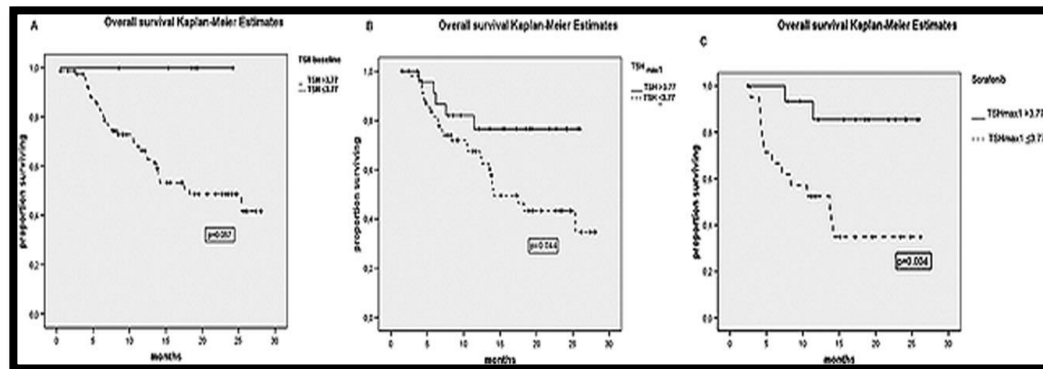 A
Overall survival Kaplan-Meier Estimates
TSH baseline
TSH >3.77
TSH ≤3.77
1,0
0,8
0,6
0,4
0,2
0,0
proportion surviving
0 5 10 15 20 25 30
months
B
Overall survival Kaplan-Meier Estimates
TSH max1
TSH >3.77
TSH ≤3.77
1,0
0,8
0,6
0,4
0,2
0,0
proportion surviving
p=0.044
0 5 10 15 20 25 30
months
C
Overall survival Kaplan-Meier Estimates
Sorafenib
TSHmax1 >3.77
TSHmax1 ≤3.77
1,0
0,8
0,6
0,4
0,2
0,0
proportion surviving
p=0.004
0 5 10 15 20 25 30
months